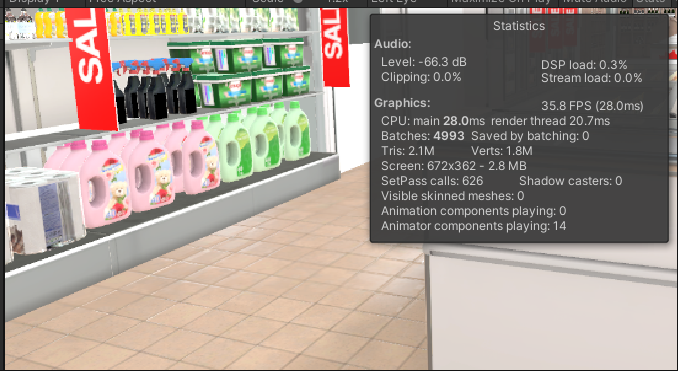 Display 1
Free Aspect
Scale
1.2x
Left Eye
Maximize On Play
Mute Audio
Stats
SAL
SAL
Statistics
Audio:
Level: -66.3 dB
DSP load: 0.3%
Clipping: 0.0%
Stream load: 0.0%
Graphics:
35.8 FPS (28.0ms)
CPU: main 28.0ms render thread 20.7ms
Batches: 4993 Saved by batching: 0
Tris: 2.1M Verts: 1.8M
Screen: 672x362 - 2.8 MB
SetPass calls: 626 Shadow casters: 0
Visible skinned meshes: 0
Animation components playing: 0
Animator components playing: 14